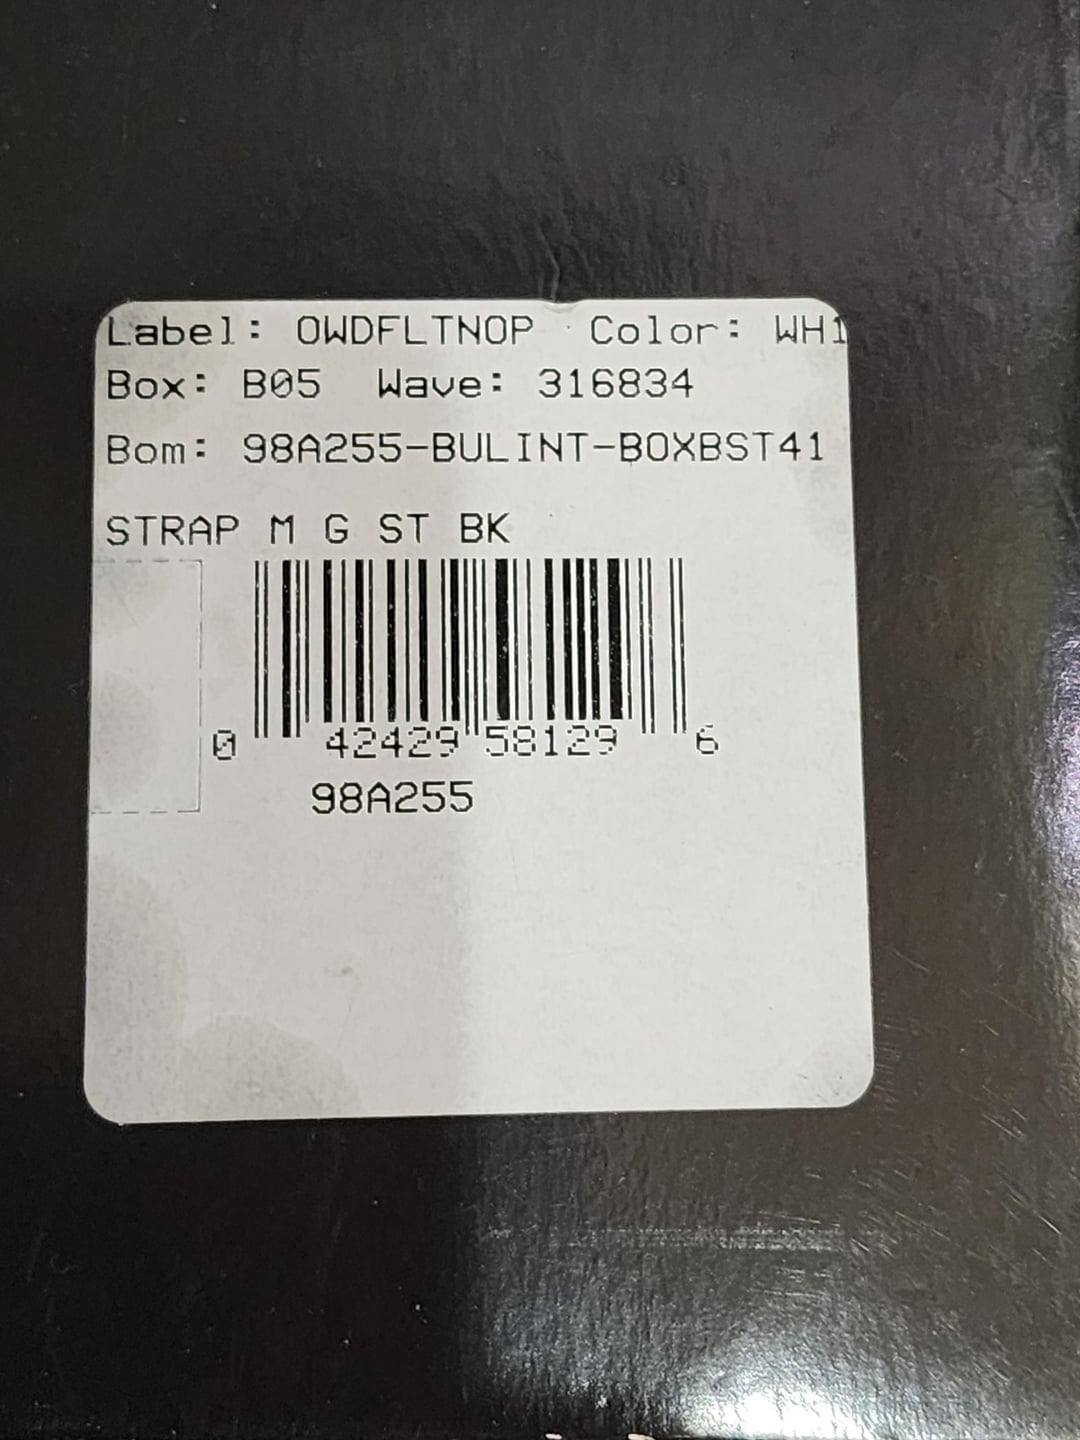 Label: OWDFLTNOP Color: WH1
Box: B05 Wave: 316834
Bom: 98A255-BULINT-BOXBST41
STRAP M G ST BK
0 42429 58129 6
98A255